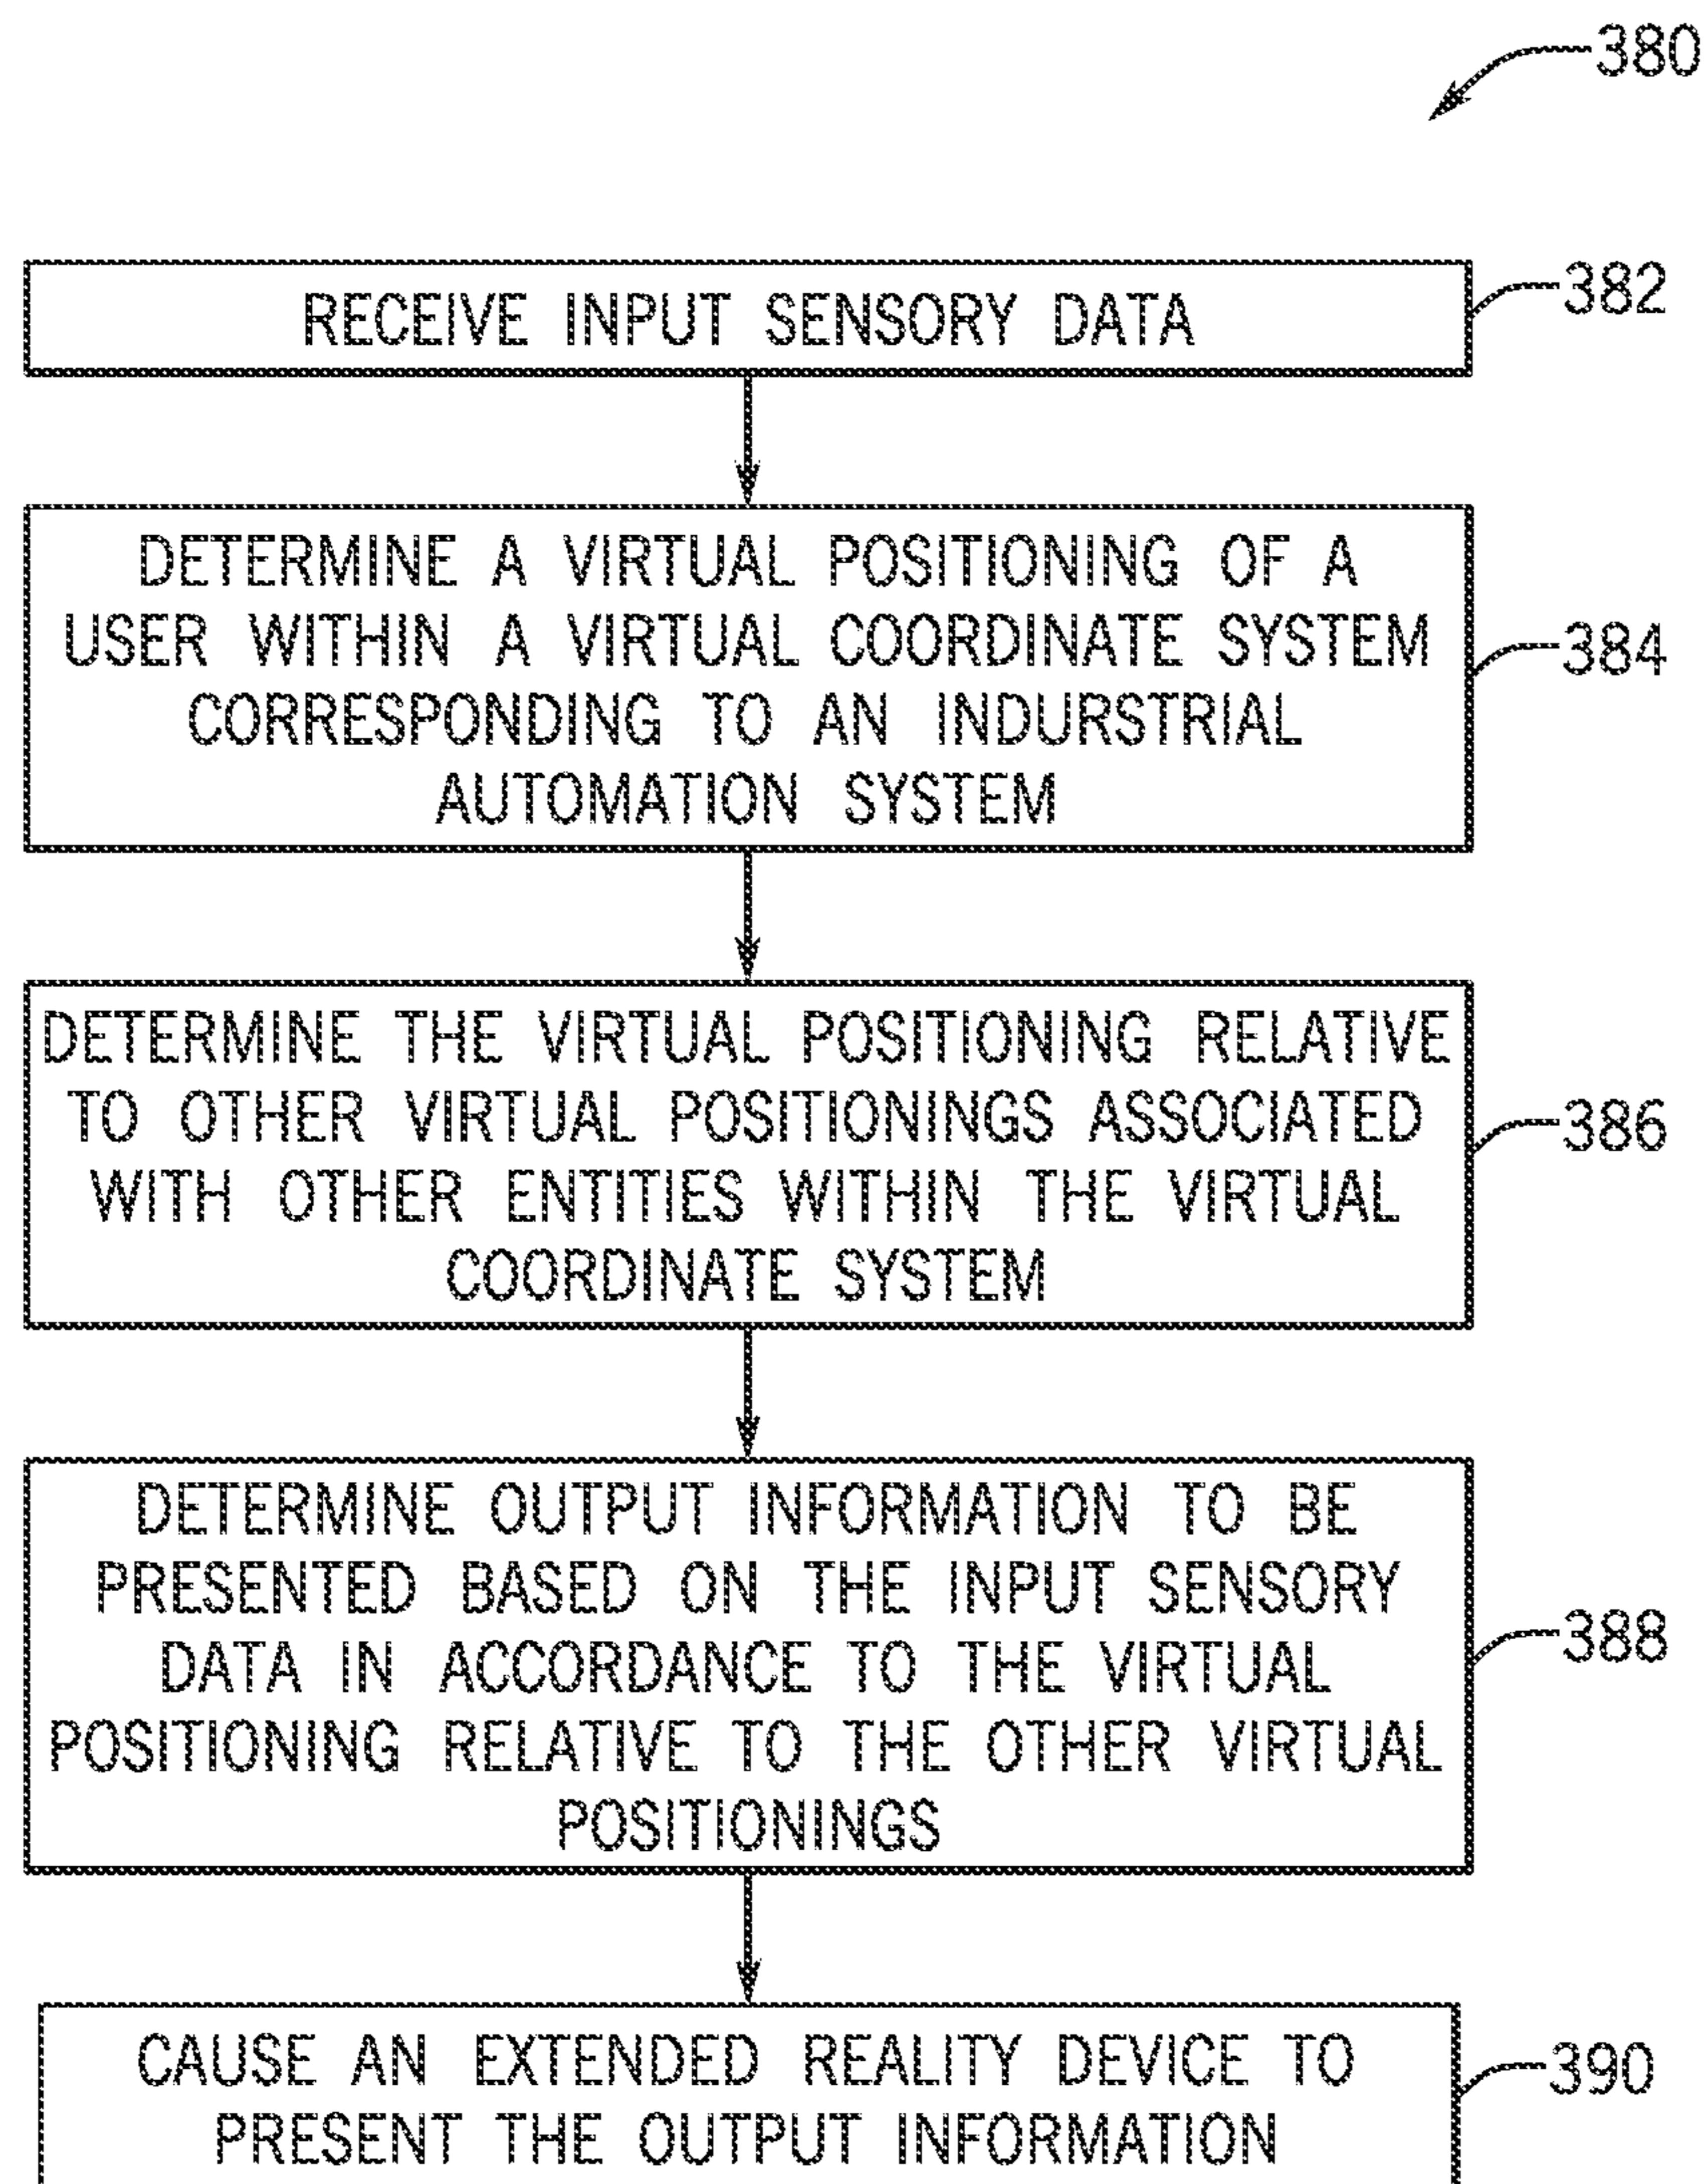 380
RECEIVE INPUT SENSORY DATA
382
DETERMINE A VIRTUAL POSITIONING OF A
USER WITHIN A VIRTUAL COORDINATE SYSTEM
CORRESPONDING TO AN INDURSTRIAL
AUTOMATION SYSTEM
384
DETERMINE THE VIRTUAL POSITIONING RELATIVE
TO OTHER VIRTUAL POSITIONINGS ASSOCIATED
WITH OTHER ENTITIES WITHIN THE VIRTUAL
COORDINATE SYSTEM
386
DETERMINE OUTPUT INFORMATION TO BE
PRESENTED BASED ON THE INPUT SENSORY
DATA IN ACCORDANCE TO THE VIRTUAL
POSITIONING RELATIVE TO THE OTHER VIRTUAL
POSITIONINGS
388
CAUSE AN EXTENDED REALITY DEVICE TO
PRESENT THE OUTPUT INFORMATION
390